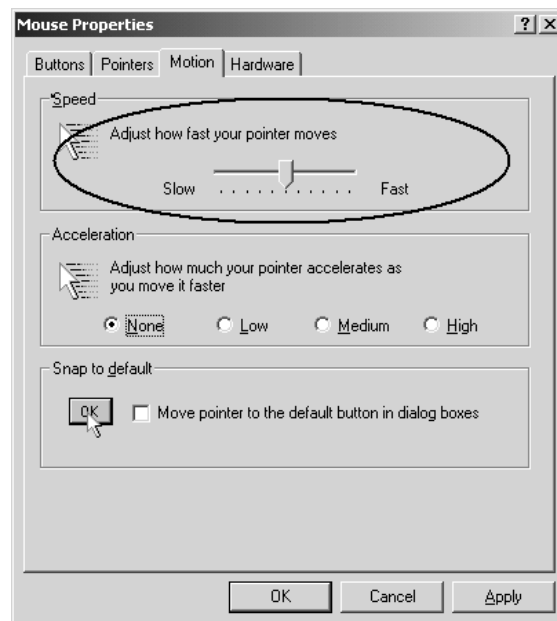 Mouse Properties
Buttons Pointers Motion Hardware
Speed
Adjust how fast your pointer moves
Slow Fast
Acceleration
Adjust how much your pointer accelerates as
you move it faster
None Low Medium High
Snap to default
OK Move pointer to the default button in dialog boxes
OK Cancel Apply